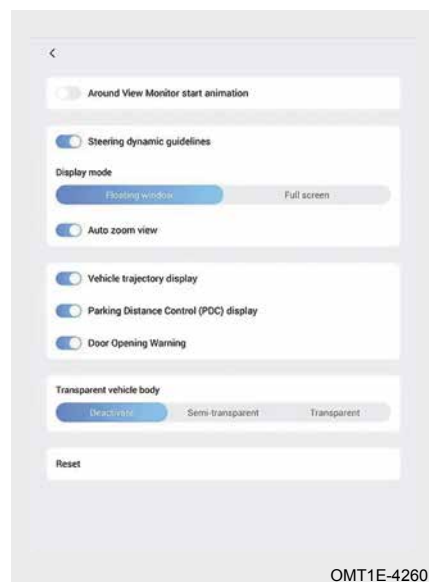 Around View Monitor start animation
Steering dynamic guidelines
Display mode
Floating window
Full screen
Auto zoom view
Vehicle trajectory display
Parking Distance Control (PDC) display
Door Opening Warning
Transparent vehicle body
Deactivate
Semi-transparent
Transparent
Reset
OMT1E-4260